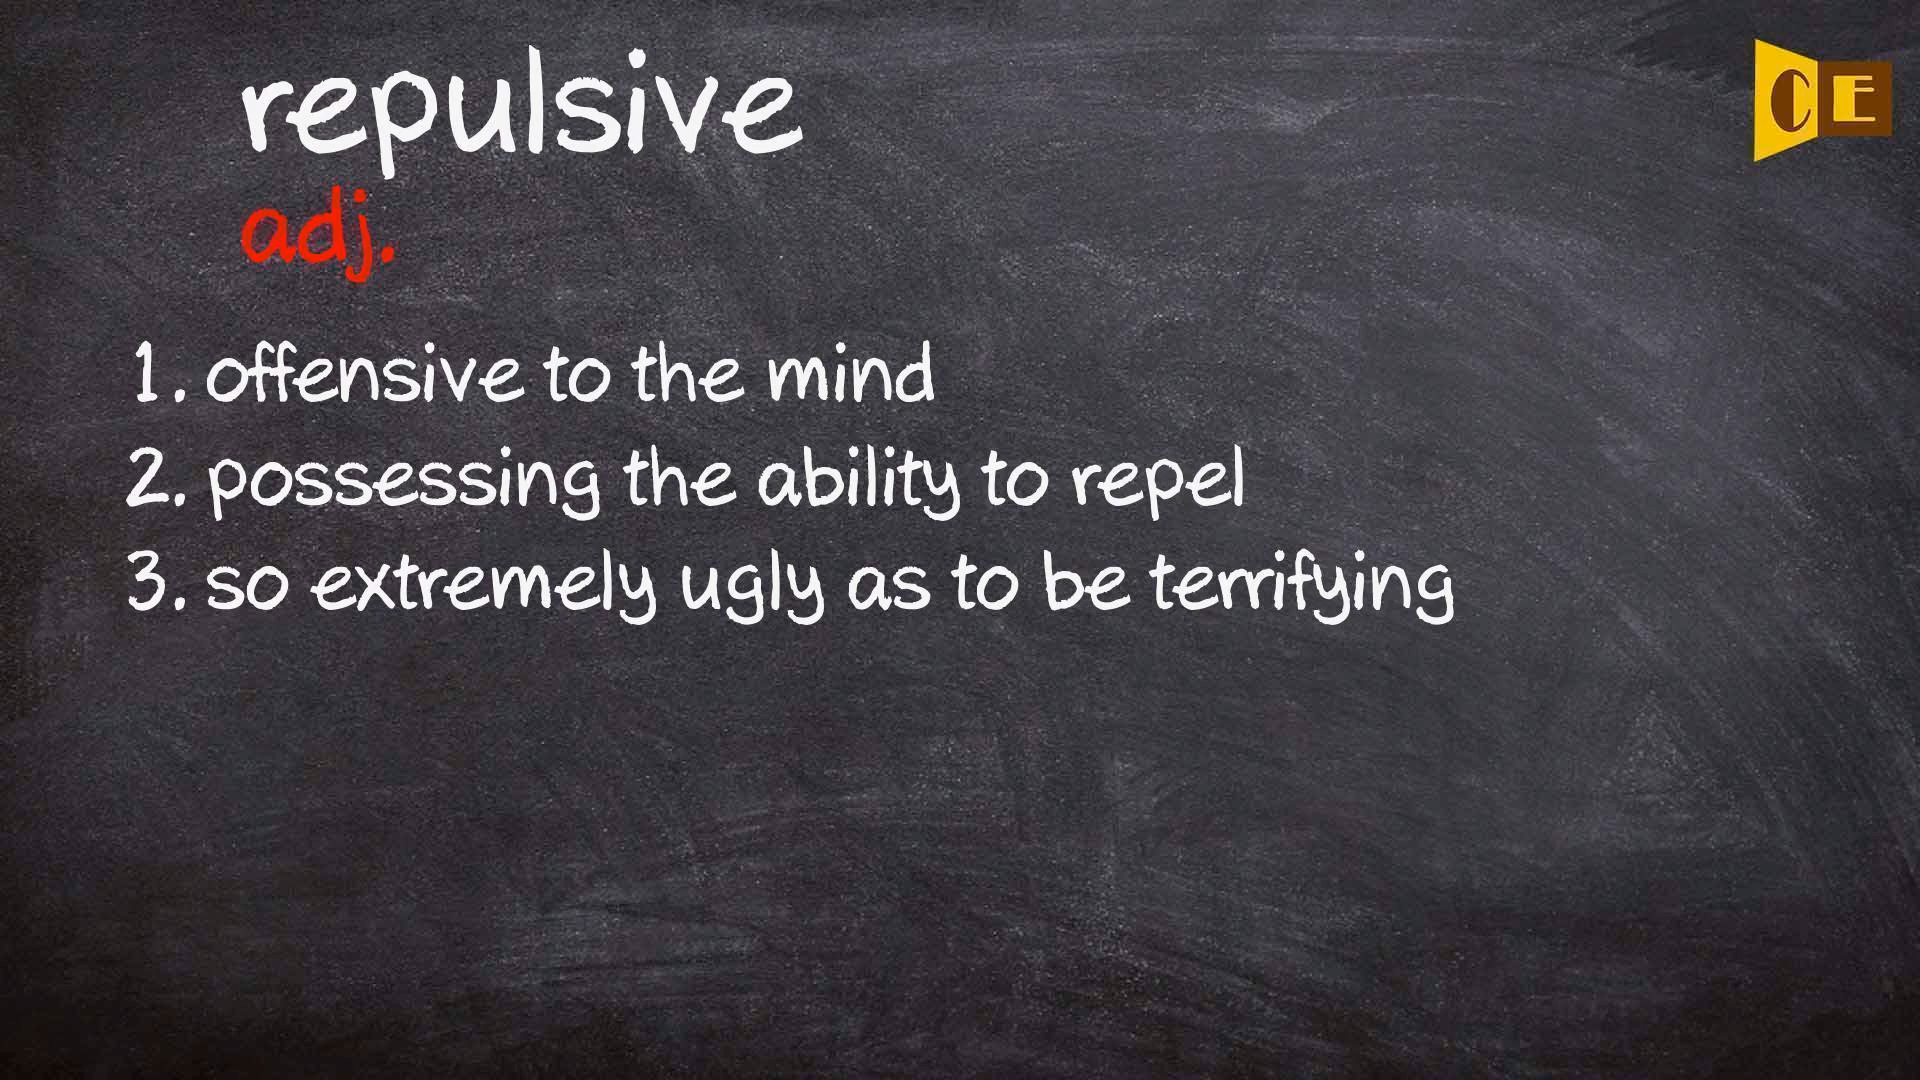 repulsive
CE
adj.
1. offensive to the mind
2. possessing the ability to repel
3. so extremely ugly as to be terrifying